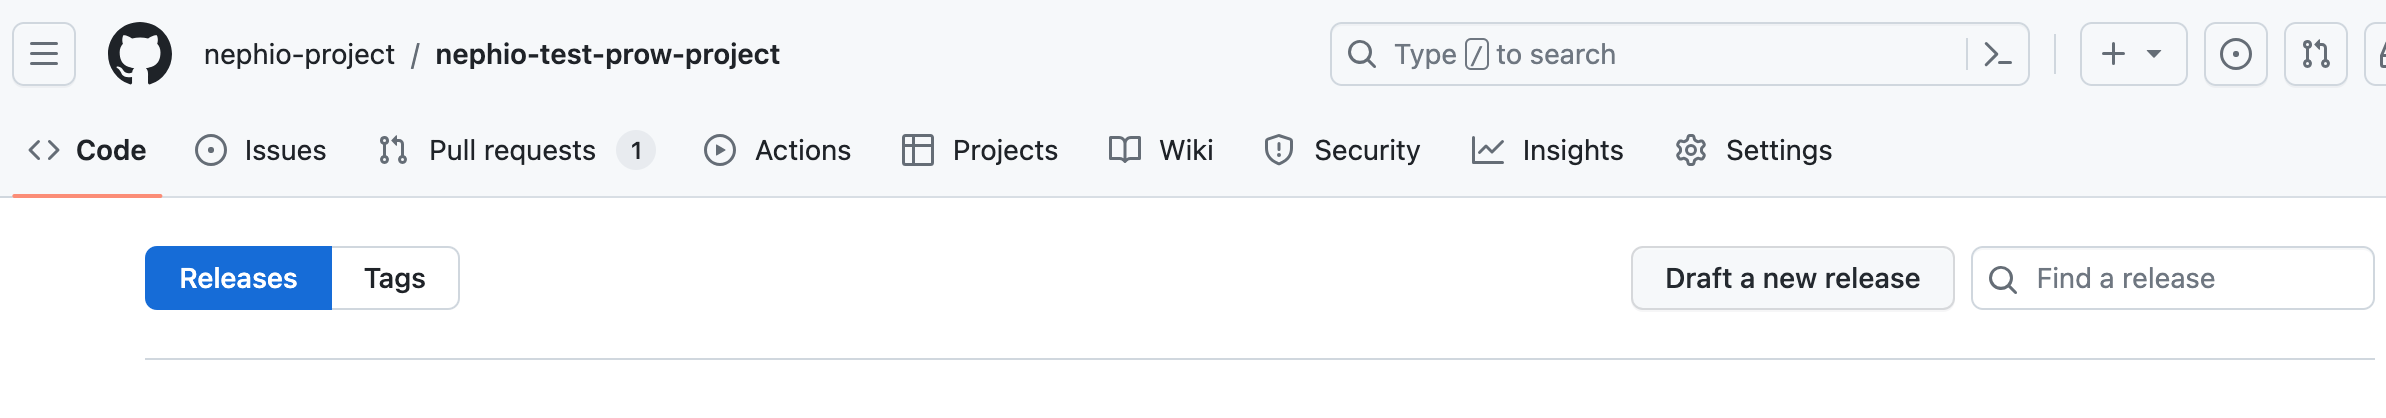 nephio-project / nephio-test-prow-project Type / to search
Code Issues Pull requests 1 Actions Projects Wiki Security Insights Settings
Releases Tags Draft a new release Find a release